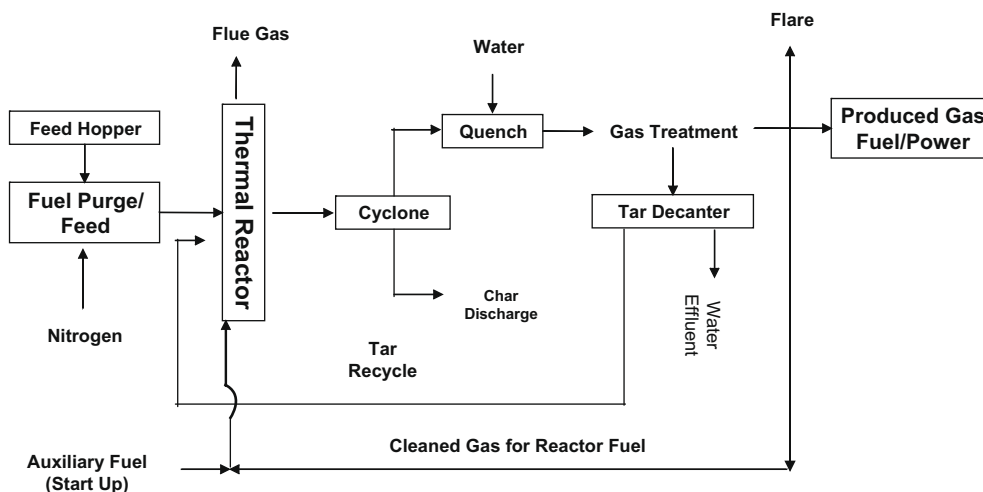 Flare
Flue Gas
Water
Feed Hopper
Thermal Reactor
Quench
Gas Treatment
Produced Gas
Fuel/Power
Fuel Purge/
Feed
Cyclone
Tar Decanter
Nitrogen
Char
Discharge
Water
Effluent
Tar
Recycle
Cleaned Gas for Reactor Fuel
Auxiliary Fuel
(Start Up)